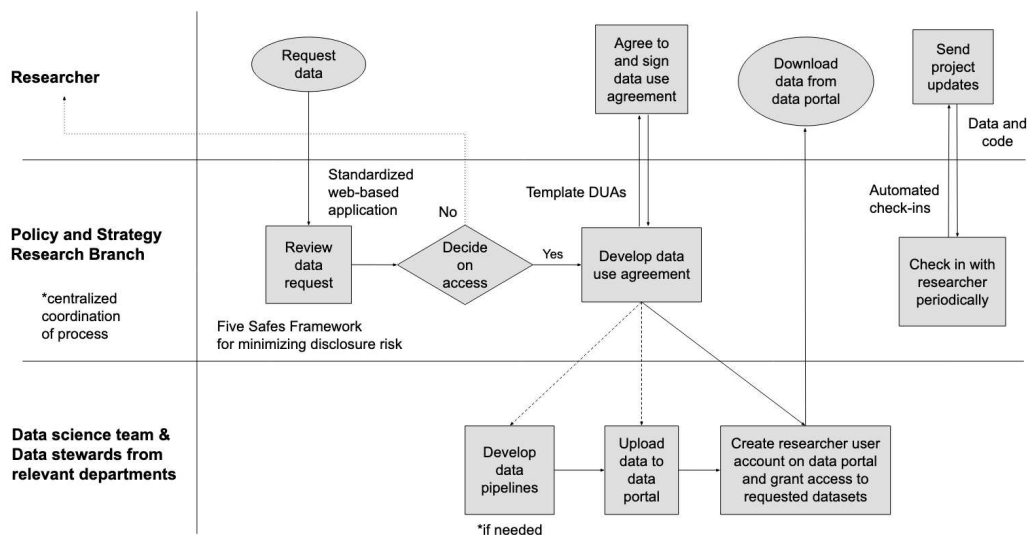 Researcher
Request
data
Agree to
and sign
data use
agreement
Download
data from
data portal
Send
project
updates
Data and
code
Standardized
web-based
application
No
Template DUAs
Automated
check-ins
Policy and Strategy
Research Branch
*centralized
coordination
of process
Review
data
request
Decide
on
access
Yes
Develop data
use agreement
Check in with
researcher
periodically
Five Safes Framework
for minimizing disclosure risk
Data science team &
Data stewards from
relevant departments
Develop
data
pipelines
*if needed
Upload
data to
data
portal
Create researcher user
account on data portal
and grant access to
requested datasets